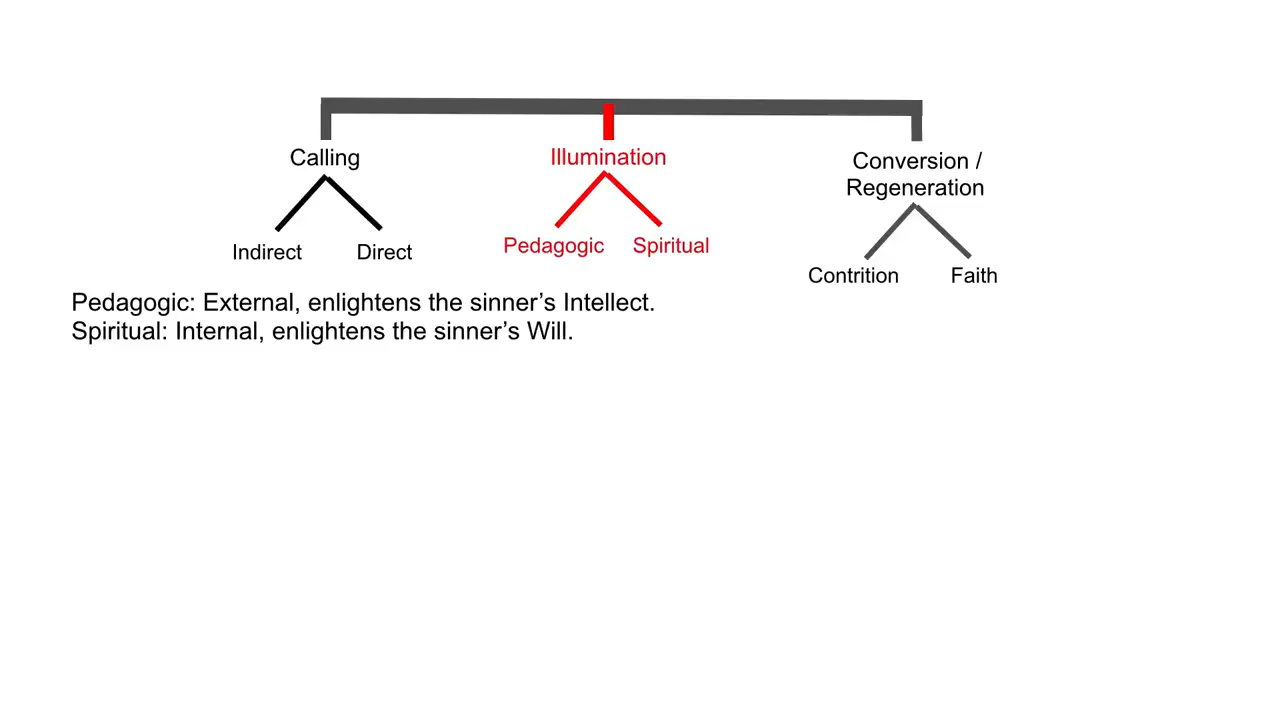 Calling
Illumination
Conversion /
Regeneration
Indirect
Direct
Pedagogic
Spiritual
Contrition
Faith
Pedagogic: External, enlightens the sinner’s Intellect.
Spiritual: Internal, enlightens the sinner’s Will.